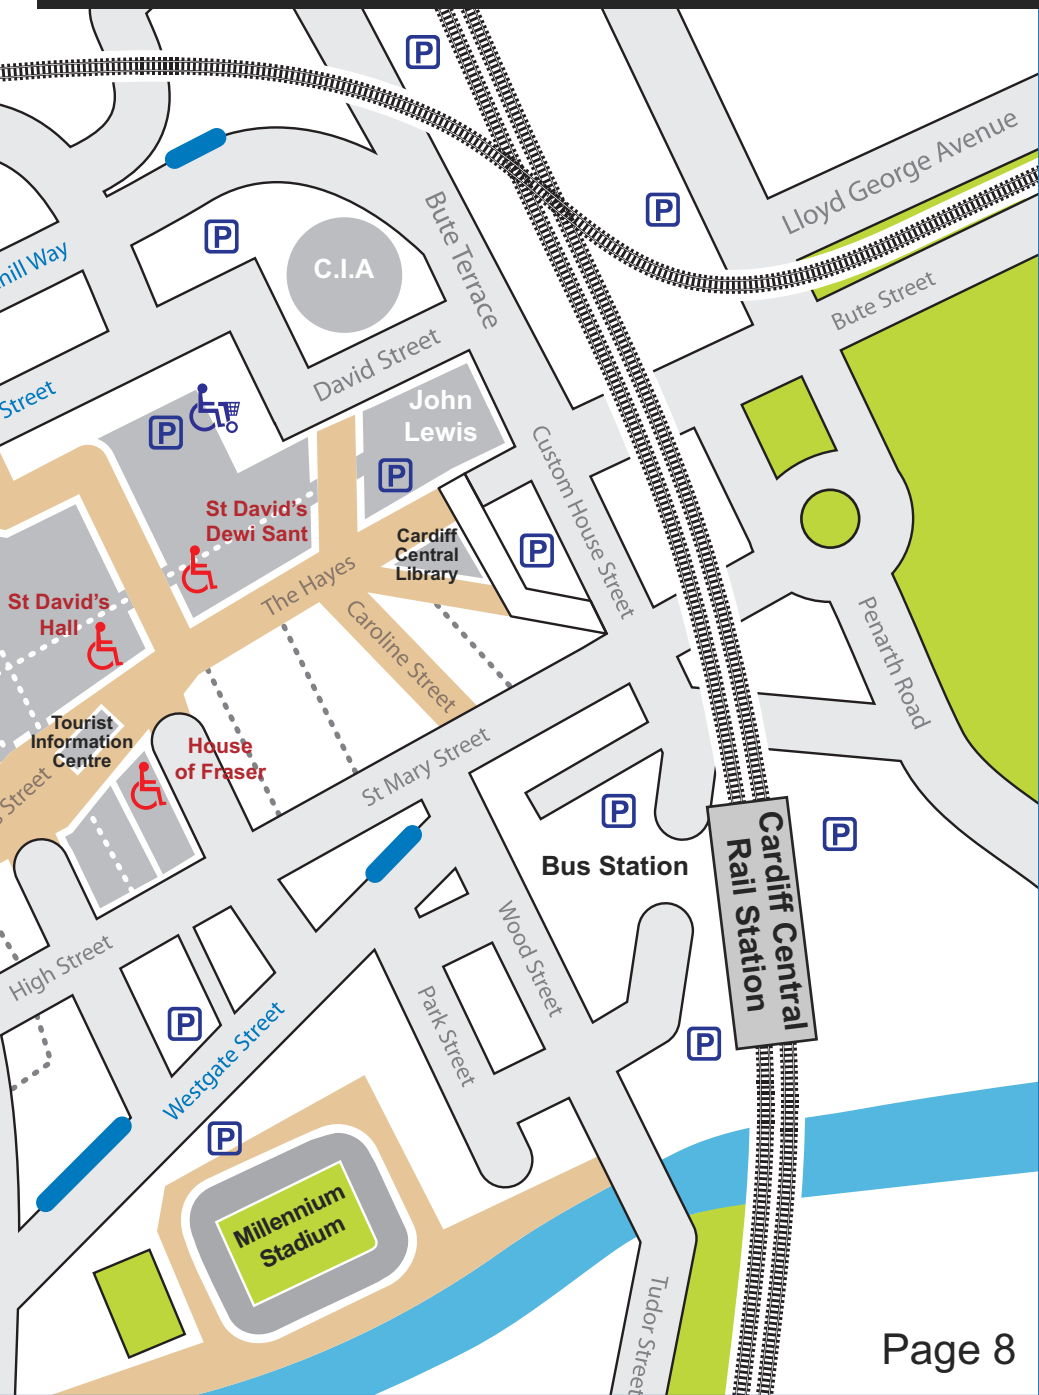 P
Lloyd George Avenue
P
Bute Terrace
P
hill Way
C.I.A
Bute Street
David Street
Street
John
Lewis
P
P
Custom House Street
St David's
Dewi Sant
Cardiff
Central
Library
P
The Hayes
St David's
Hall
Caroline Street
Penarth Road
Tourist
Information
Centre
House
of Fraser
s Street
St Mary Street
P
P
Bus Station
Cardiff Central
Rail Station
High Street
Wood Street
Park Street
P
Westgate Street
P
P
Millennium
Stadium
Tudor Street
Page 8